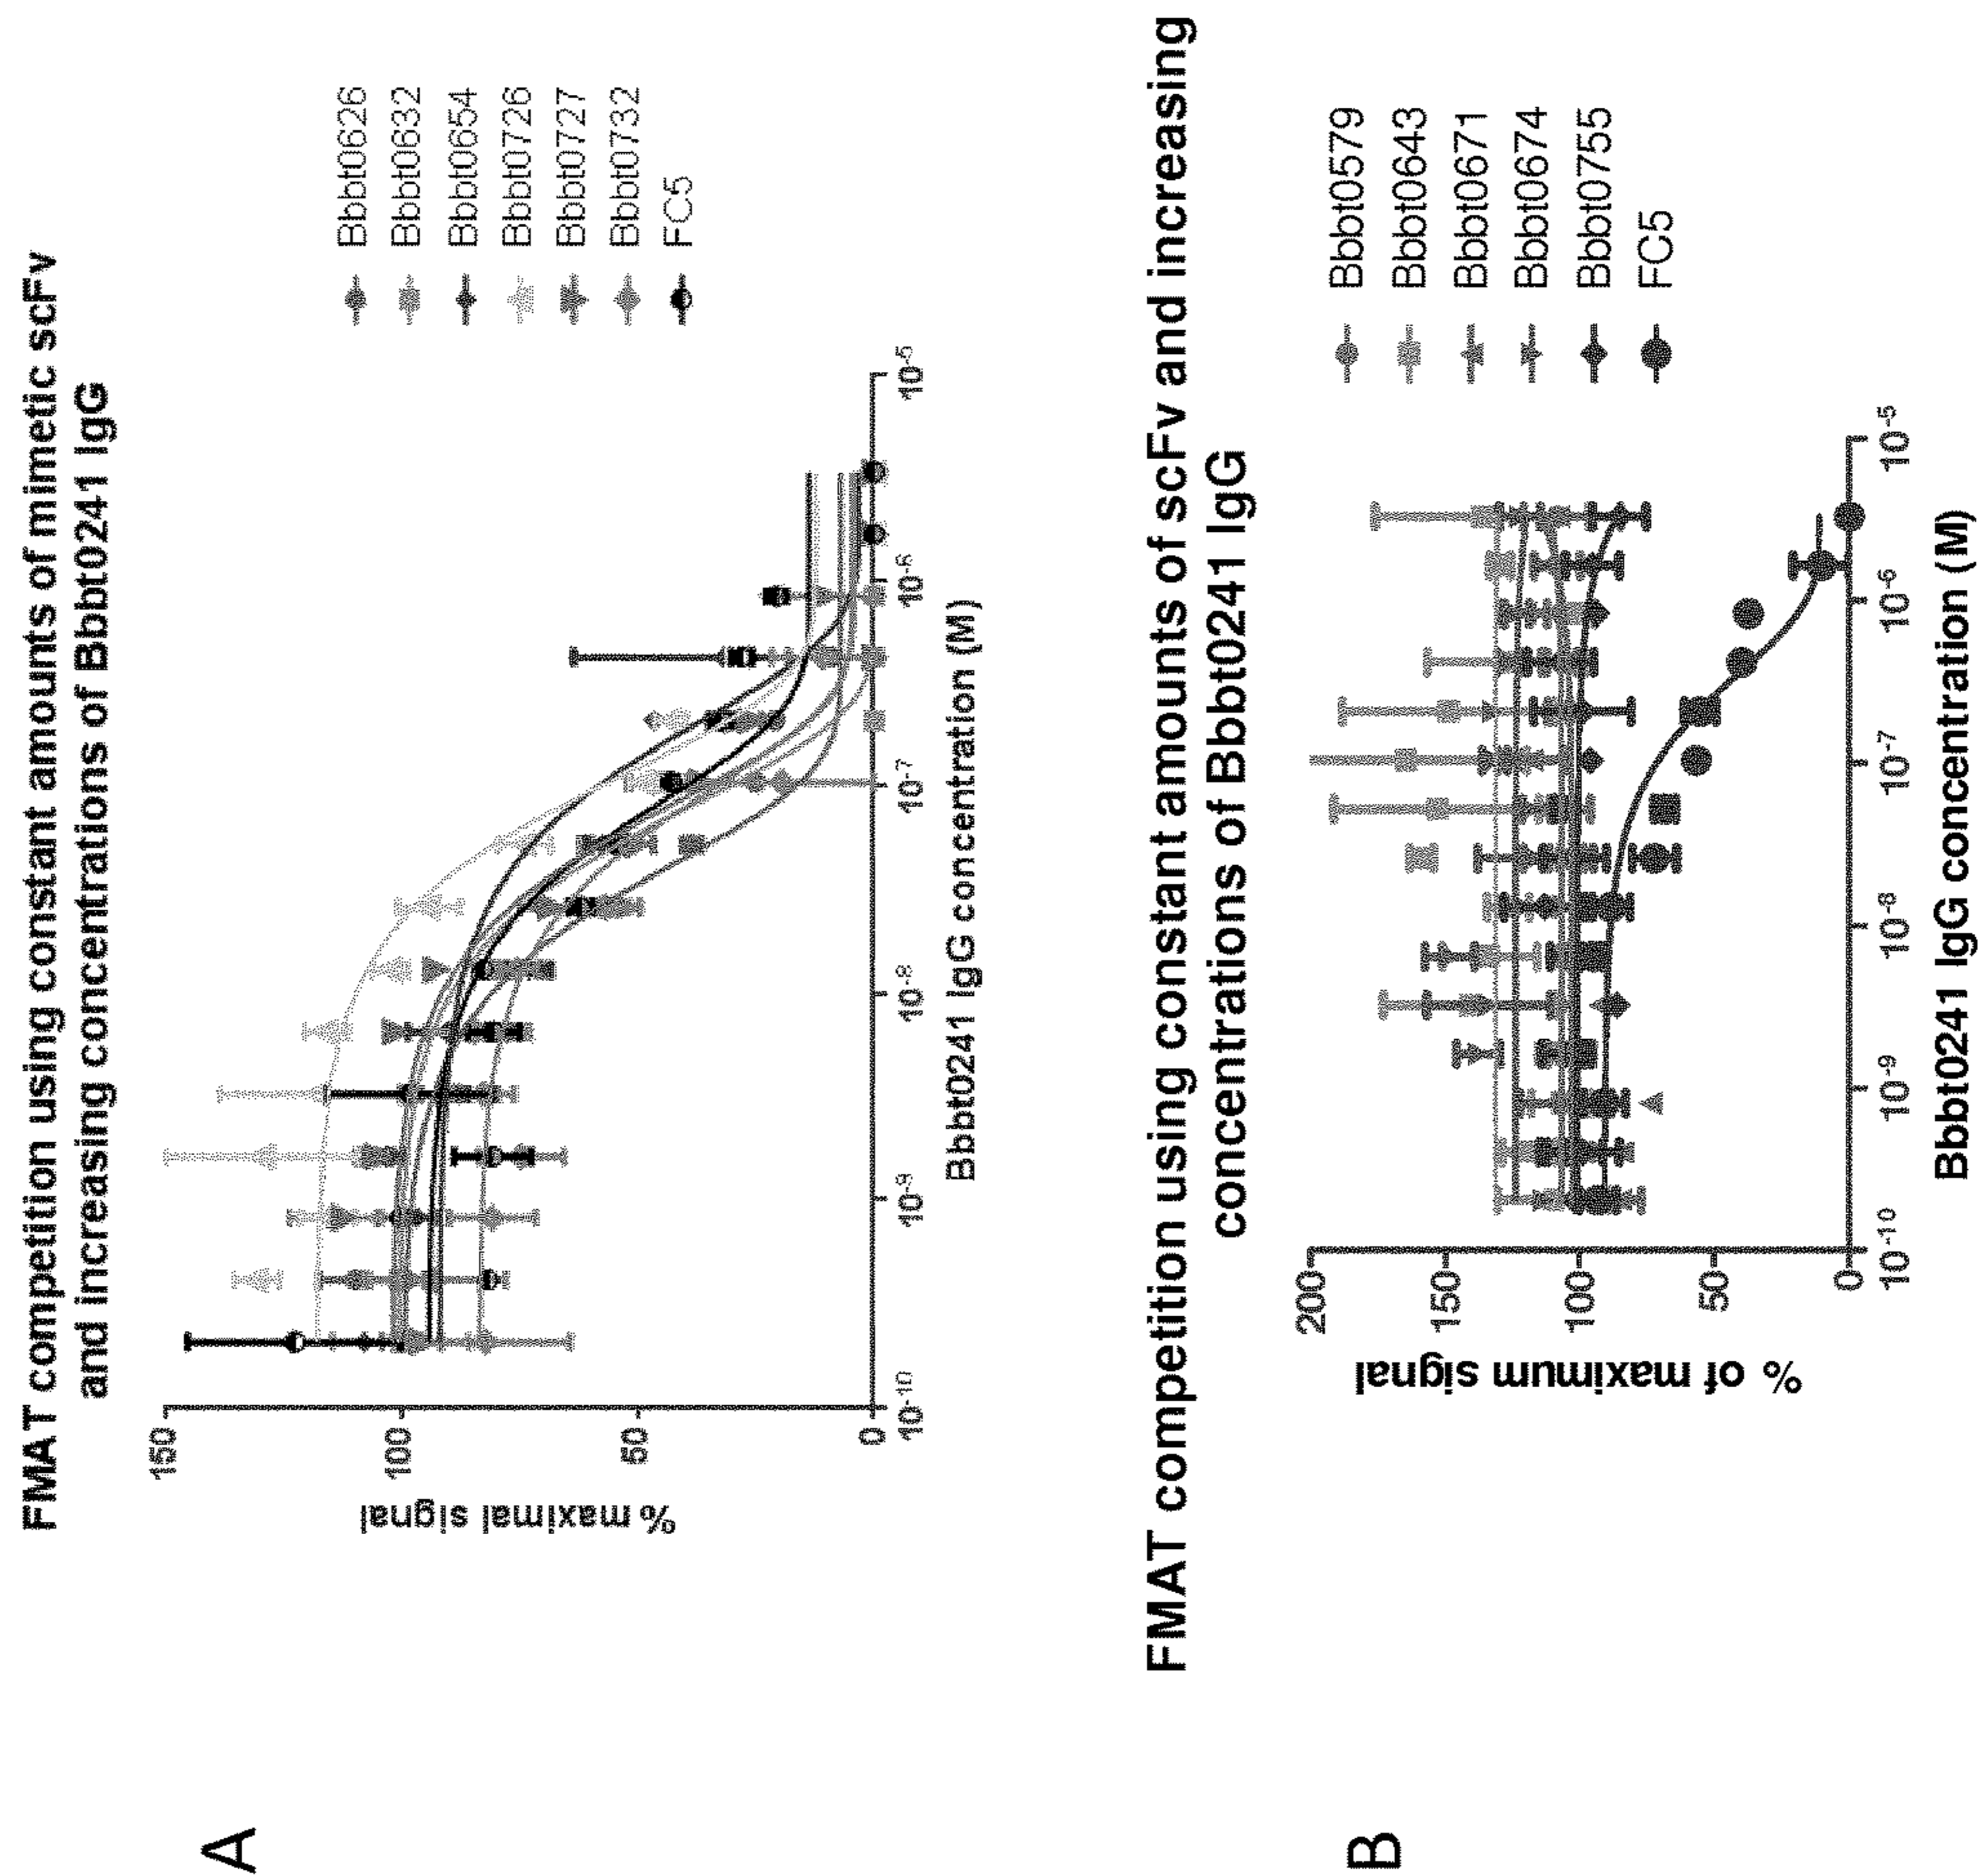 A
FMAT competition using constant amounts of mimetic scFv
and increasing concentrations of Bbbt0241 IgG
% maximal signal
150
100
50
0
10-10
10-9
10-8
10-7
10-6
10-5
Bbbt0241 IgG concentration (M)
Bbbt0626
Bbbt0632
Bbbt0654
Bbbt0726
Bbbt0727
Bbbt0732
FC5
B
FMAT competition using constant amounts of scFv and increasing
concentrations of Bbbt0241 IgG
% of maximum signal
200
150
100
50
0
10-10
10-9
10-8
10-7
10-6
10-5
Bbbt0241 IgG concentration (M)
Bbbt0579
Bbbt0643
Bbbt0671
Bbbt0674
Bbbt0755
FC5